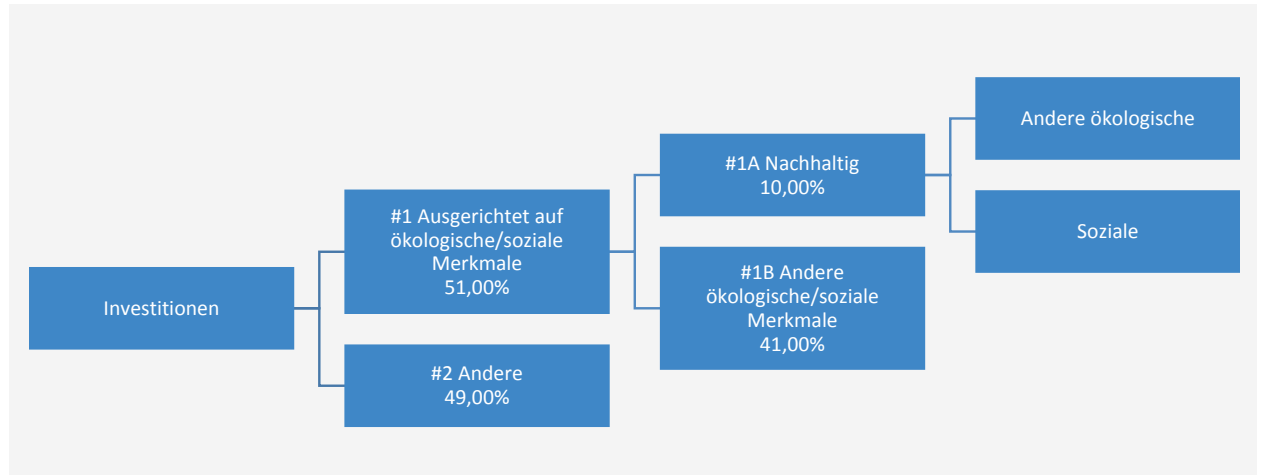 Investitionen
#1 Ausgerichtet auf
ökologische/soziale
Merkmale
51,00%
#2 Andere
49,00%
#1A Nachhaltig
10,00%
#1B Andere
ökologische/soziale
Merkmale
41,00%
Andere ökologische
Soziale